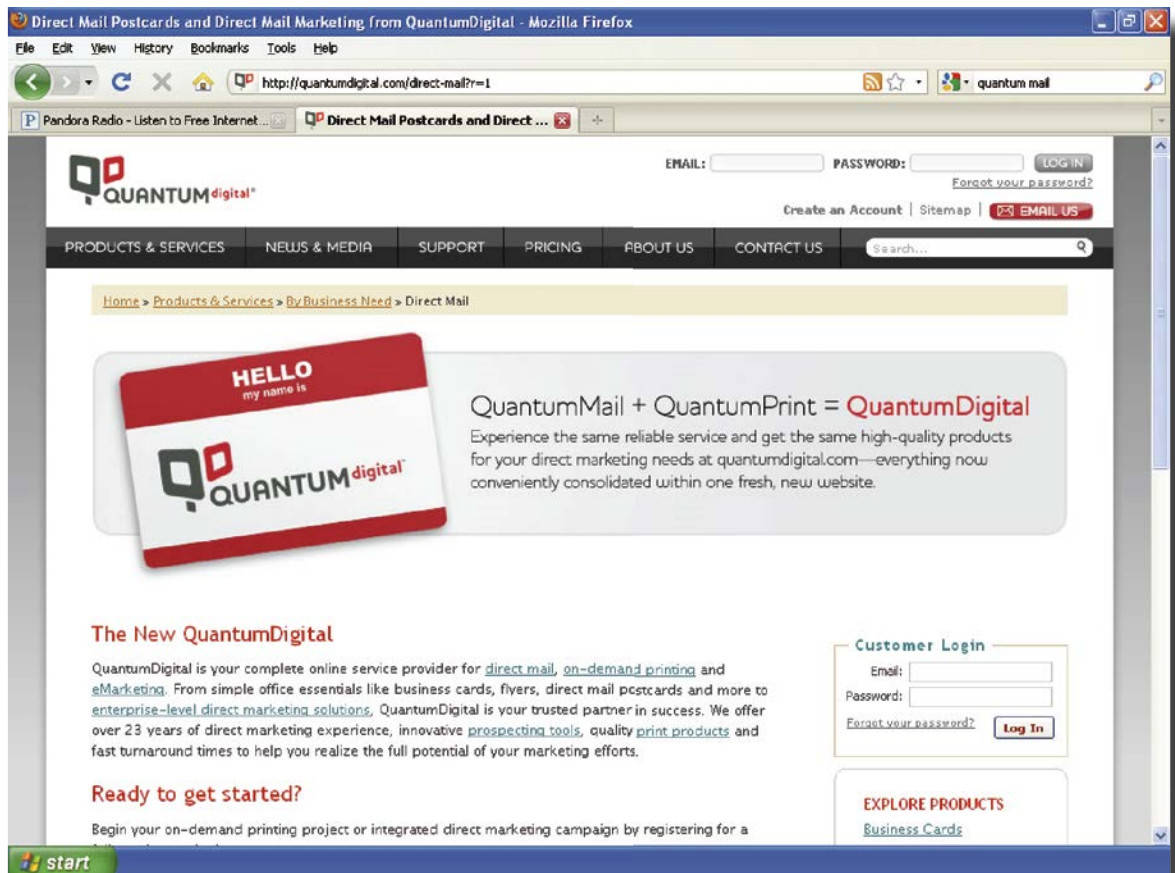 Direct Mail Postcards and Direct Mail Marketing from QuantumDigital - Mozilla Firefox
File Edit View History Bookmarks Tools Help
http://quantumdigital.com/direct-mail?r=1 quantum mail
Pandora Radio - Listen to Free Internet... Direct Mail Postcards and Direct ...
QUANTUM digital®
EMAIL: PASSWORD: LOG IN
Forgot your password?
Create an Account | Sitemap | EMAIL US
PRODUCTS & SERVICES NEWS & MEDIA SUPPORT PRICING ABOUT US CONTACT US Search...
Home » Products & Services » By Business Need » Direct Mail
HELLO
my name is
QUANTUM digital™
QuantumMail + QuantumPrint = QuantumDigital
Experience the same reliable service and get the same high-quality products
for your direct marketing needs at quantumdigital.com—everything now
conveniently consolidated within one fresh, new website.
The New QuantumDigital
QuantumDigital is your complete online service provider for direct mail, on-demand printing and
eMarketing. From simple office essentials like business cards, flyers, direct mail postcards and more to
enterprise-level direct marketing solutions, QuantumDigital is your trusted partner in success. We offer
over 23 years of direct marketing experience, innovative prospecting tools, quality print products and
fast turnaround times to help you realize the full potential of your marketing efforts.
Ready to get started?
Begin your on-demand printing project or integrated direct marketing campaign by registering for a
Customer Login
Email:
Password:
Forgot your password? Log In
EXPLORE PRODUCTS
Business Cards
start